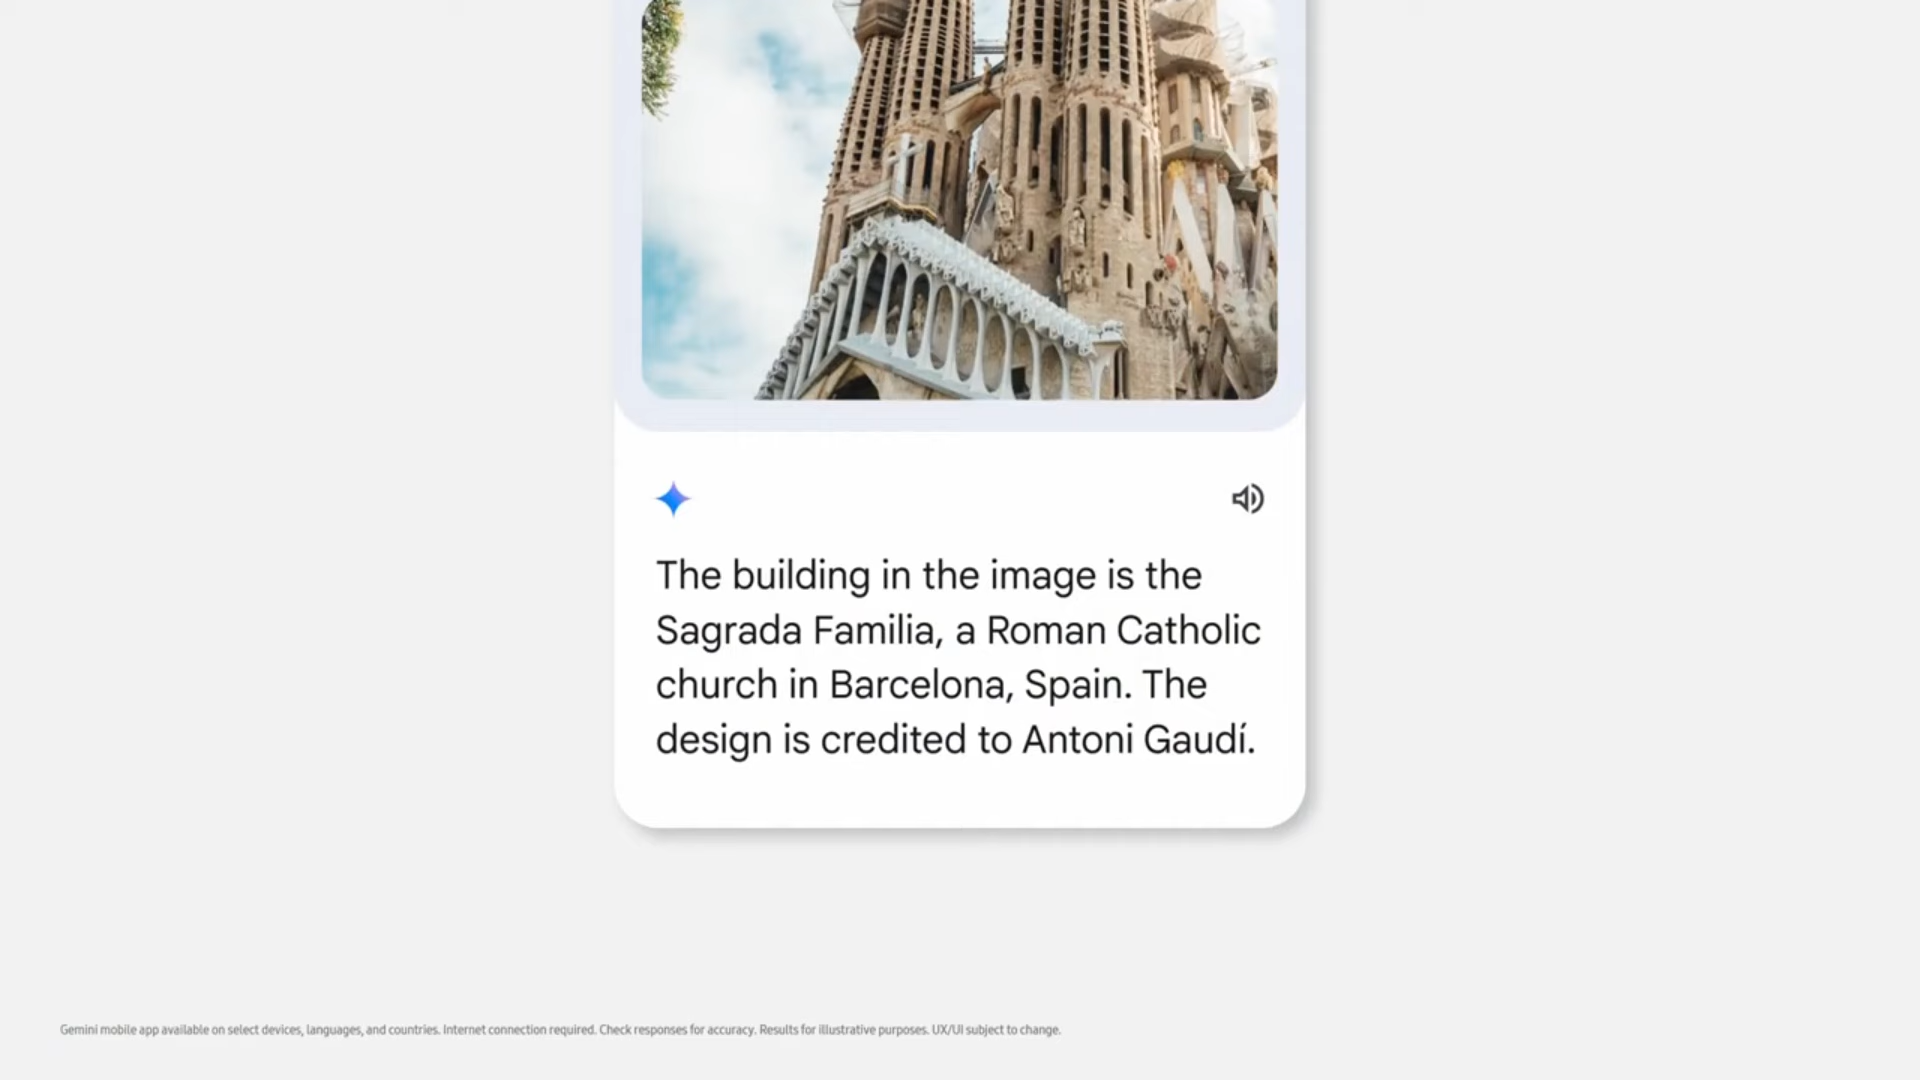 The building in the image is the
Sagrada Familia, a Roman Catholic
church in Barcelona, Spain. The
design is credited to Antoni Gaudí.
Gemini mobile app available on select devices, languages, and countries. Internet connection required. Check responses for accuracy. Results for illustrative purposes. UX/UI subject to change.